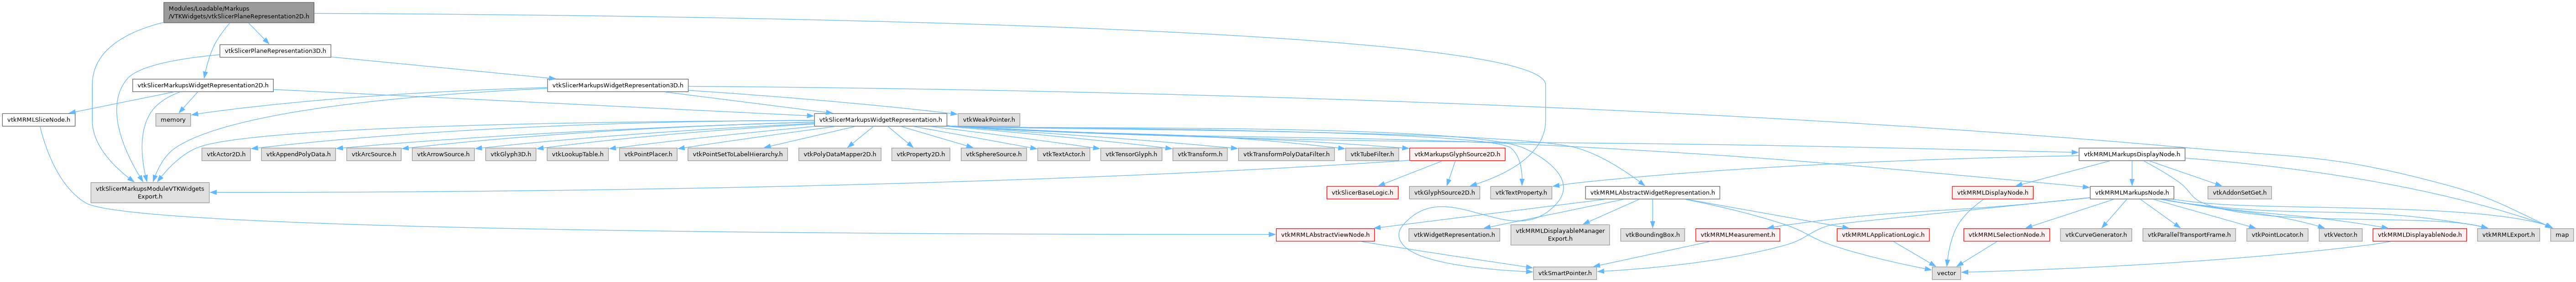 Modules/Loadable/Markups
/VTKWidgets/vtkSlicerPlaneRepresentation2D.h
vtkSlicerPlaneRepresentation3D.h
vtkSlicerMarkupsWidgetRepresentation2D.h
vtkSlicerMarkupsWidgetRepresentation3D.h
vtkMRMLSliceNode.h
memory
vtkSlicerMarkupsWidgetRepresentation.h
vtkWeakPointer.h
vtkActor2D.h
vtkAppendPolyData.h
vtkArcSource.h
vtkArrowSource.h
vtkGlyph3D.h
vtkLookupTable.h
vtkPointPlacer.h
vtkPointSetToLabelHierarchy.h
vtkPolyDataMapper2D.h
vtkProperty2D.h
vtkSphereSource.h
vtkTextActor.h
vtkTensorGlyph.h
vtkTransform.h
vtkTransformPolyDataFilter.h
vtkTubeFilter.h
vtkMarkupsGlyphSource2D.h
vtkMRMLMarkupsDisplayNode.h
vtkSlicerMarkupsModuleVTKWidgets
Export.h
vtkSlicerBaseLogic.h
vtkGlyphSource2D.h
vtkTextProperty.h
vtkMRMLAbstractWidgetRepresentation.h
vtkMRMLDisplayNode.h
vtkMRMLMarkupsNode.h
vtkAddonSetGet.h
vtkMRMLAbstractViewNode.h
vtkWidgetRepresentation.h
vtkMRMLDisplayableManager
Export.h
vtkBoundingBox.h
vtkMRMLMeasurement.h
vtkMRMLApplicationLogic.h
vtkMRMLSelectionNode.h
vtkCurveGenerator.h
vtkParallelTransportFrame.h
vtkPointLocator.h
vtkVector.h
vtkMRMLDisplayableNode.h
vtkMRMLExport.h
map
vtkSmartPointer.h
vector